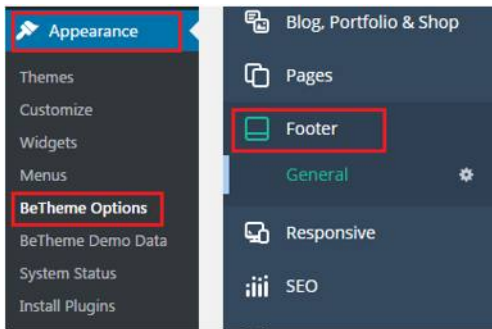 Appearance
Themes
Customize
Widgets
Menus
BeTheme Options
BeTheme Demo Data
System Status
Install Plugins
Blog, Portfolio & Shop
Pages
Footer
General
Responsive
SEO